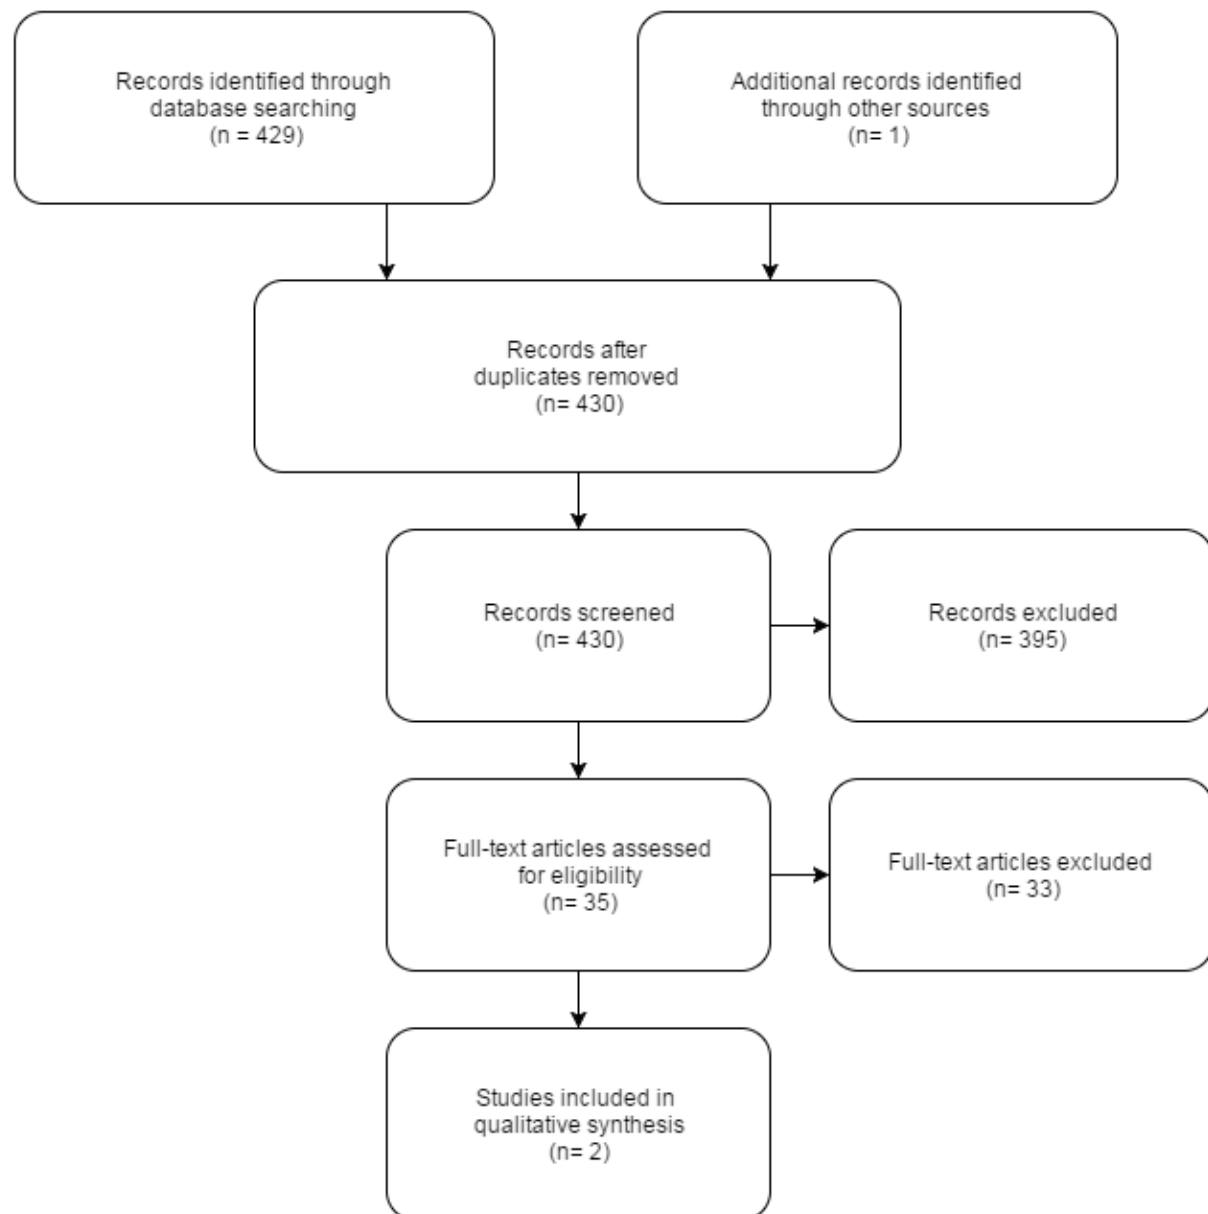 Records identified through
database searching
(n = 429)
Additional records identified
through other sources
(n= 1)
Records after
duplicates removed
(n= 430)
Records screened
(n= 430)
Records excluded
(n= 395)
Full-text articles assessed
for eligibility
(n= 35)
Full-text articles excluded
(n= 33)
Studies included in
qualitative synthesis
(n= 2)